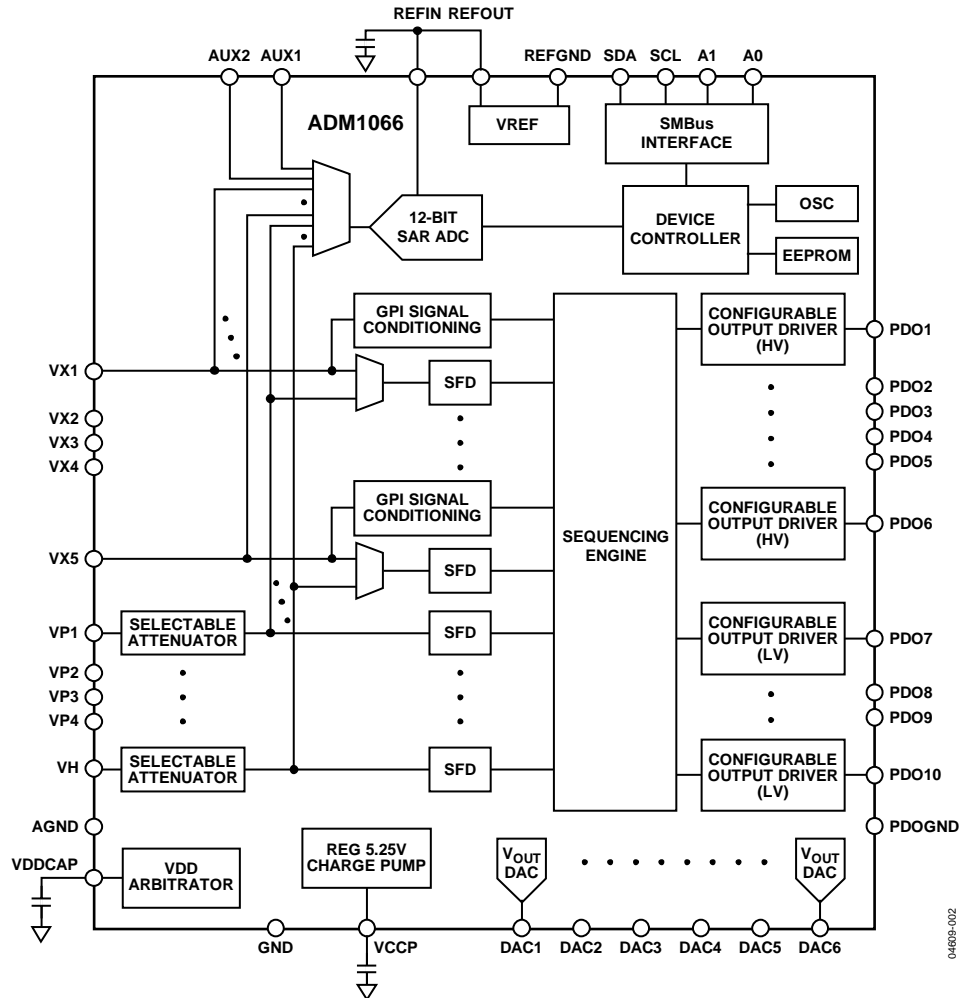 REFIN REFOUT
AUX2 AUX1
REFGND SDA SCL A1 A0
ADM1066
VREF
SMBus
INTERFACE
12-BIT
SAR ADC
DEVICE
CONTROLLER
OSC
EEPROM
GPI SIGNAL
CONDITIONING
CONFIGURABLE
OUTPUT DRIVER
(HV)
PDO1
VX1
SFD
PDO2
VX2
PDO3
VX3
PDO4
VX4
PDO5
GPI SIGNAL
CONDITIONING
CONFIGURABLE
OUTPUT DRIVER
(HV)
PDO6
SEQUENCING
ENGINE
VX5
SFD
VP1
SELECTABLE
ATTENUATOR
SFD
CONFIGURABLE
OUTPUT DRIVER
(LV)
PDO7
VP2
VP3
VP4
PDO8
PDO9
VH
SELECTABLE
ATTENUATOR
SFD
CONFIGURABLE
OUTPUT DRIVER
(LV)
PDO10
AGND
PDOGND
VDDCAP
VDD
ARBITRATOR
REG 5.25V
CHARGE PUMP
VOUT
DAC
VOUT
DAC
GND
VCCP
DAC1 DAC2 DAC3 DAC4 DAC5 DAC6
04609-002